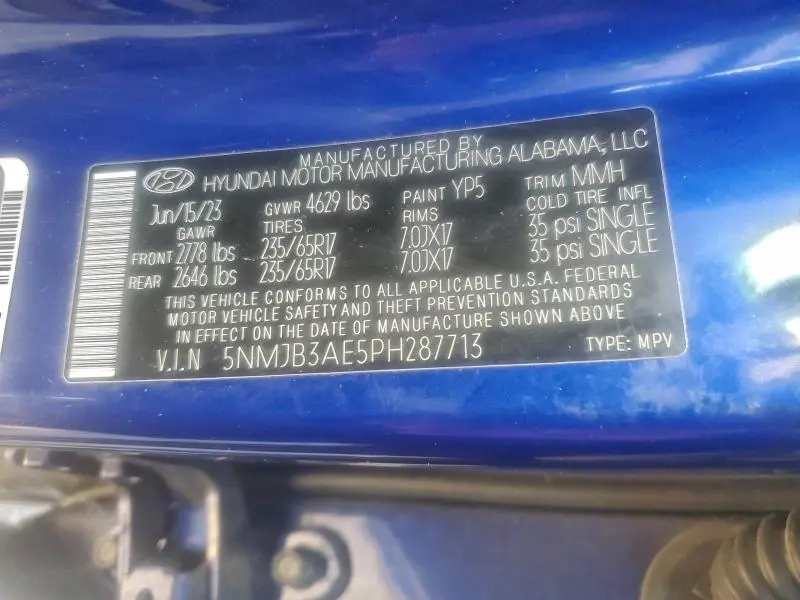 MANUFACTURED BY
HYUNDAI MOTOR MANUFACTURING ALABAMA, LLC
Jun/15/23 GVWR 4629 lbs PAINT YP5 TRIM MMH
GAWR TIRES RIMS COLD TIRE INFL
FRONT 2778 lbs 235/65R17 7.0JX17 35 psi SINGLE
REAR 2646 lbs 235/65R17 7.0JX17 35 psi SINGLE
THIS VEHICLE CONFORMS TO ALL APPLICABLE U.S.A. FEDERAL
MOTOR VEHICLE SAFETY AND THEFT PREVENTION STANDARDS
IN EFFECT ON THE DATE OF MANUFACTURE SHOWN ABOVE
V.I.N 5NMJB3AE5PH287713 TYPE: MPV